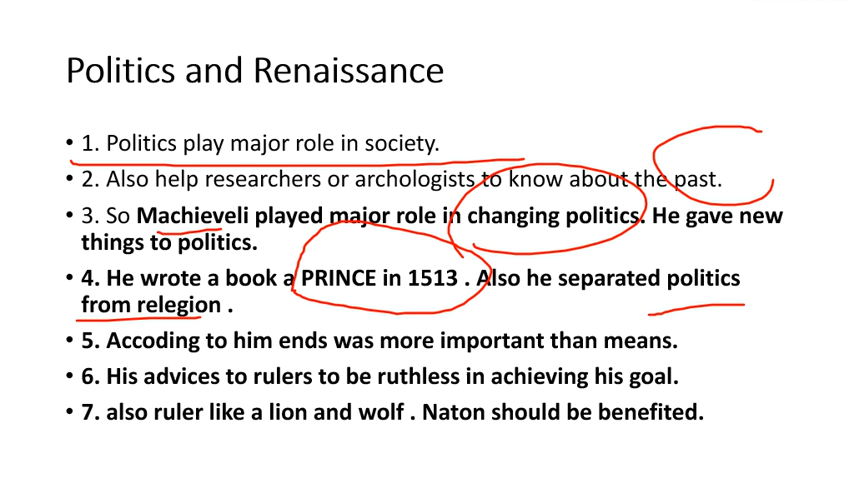 Politics and Renaissance
• 1. Politics play major role in society.
• 2. Also help researchers or archologists to know about the past.
• 3. So Machieveli played major role in changing politics. He gave new
things to politics.
• 4. He wrote a book a PRINCE in 1513 . Also he separated politics
from relegion .
• 5. Accoding to him ends was more important than means.
• 6. His advices to rulers to be ruthless in achieving his goal.
• 7. also ruler like a lion and wolf . Naton should be benefited.